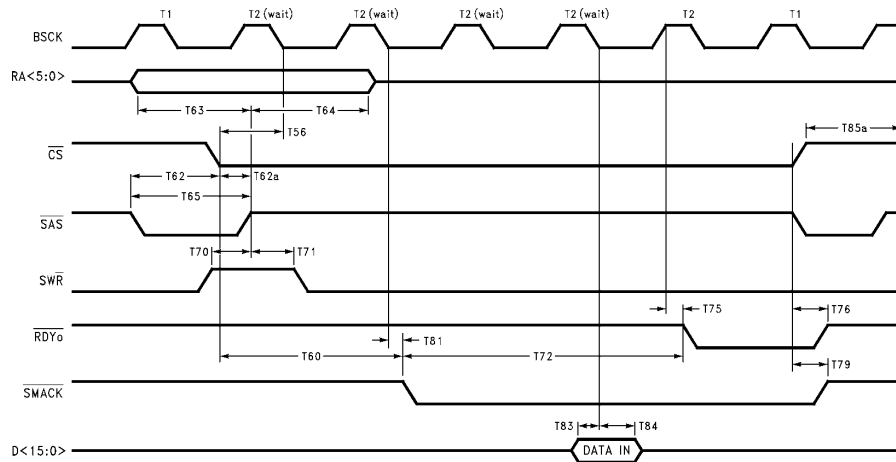 T1 T2 (wait) T2 (wait) T2 (wait) T2 (wait) T2 T1
BSCK
RA<5:0>
T63 T64
T56 T85a
CS
T62 T62a
T65
SAS
T70 T71
SWR
T75 T76
RDYo
T81
T60 T72 T79
SMACK
T83 T84
D<15:0> DATA IN